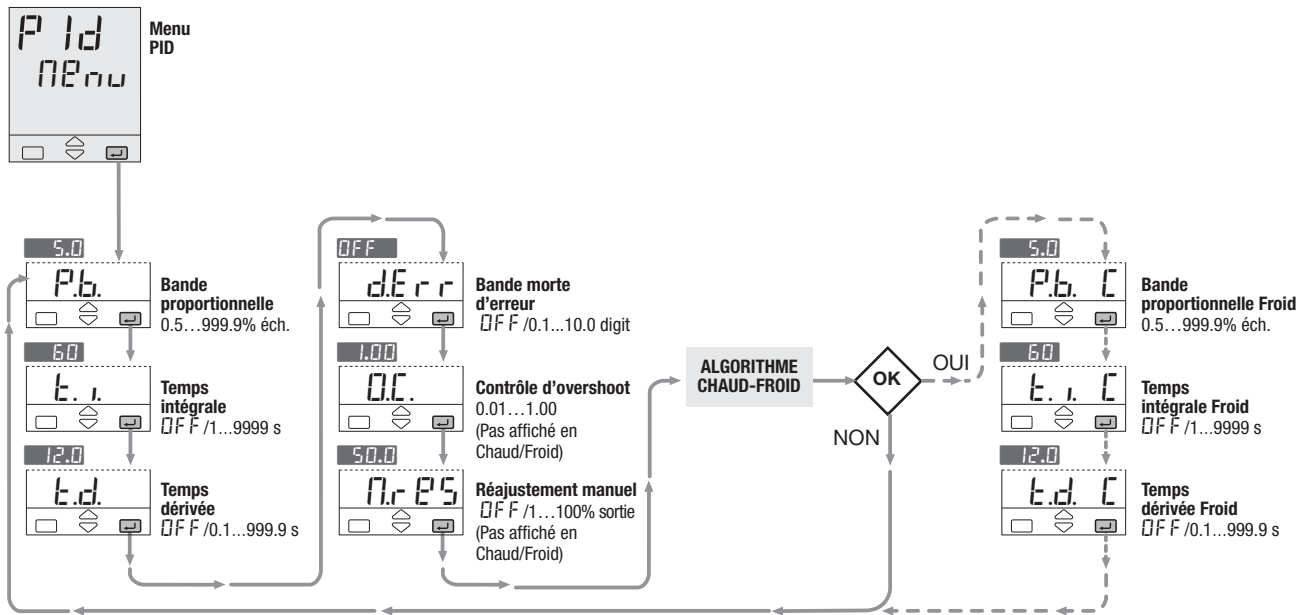 PId
MEnu
Menu
PID
5.0
P.b.
Bande
proportionnelle
0.5…999.9% éch.
60
t.i.
Temps
intégrale
OFF/1...9999 s
12.0
t.d.
Temps
dérivée
OFF/0.1...999.9 s
OFF
d.Err
Bande morte
d'erreur
OFF/0.1...10.0 digit
1.00
O.C.
Contrôle d'overshoot
0.01…1.00
(Pas affiché en
Chaud/Froid)
50.0
M.rES
Réajustement manuel
OFF/1…100% sortie
(Pas affiché en
Chaud/Froid)
ALGORITHME
CHAUD-FROID
OK
OUI
NON
5.0
P.b. C
Bande
proportionnelle Froid
0.5…999.9% éch.
60
t.i. C
Temps
intégrale Froid
OFF/1...9999 s
12.0
t.d. C
Temps
dérivée Froid
OFF/0.1...999.9 s